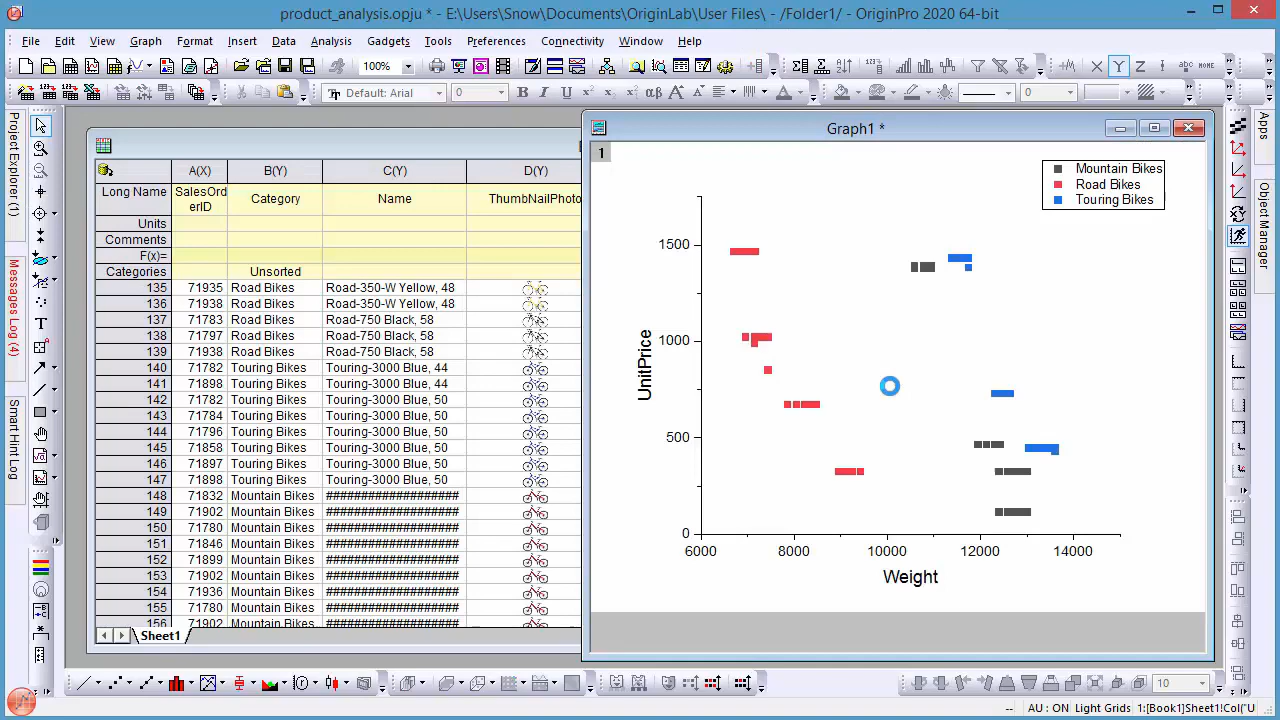 product_analysis.opju * - E:\Users\Snow\Documents\OriginLab\User Files\ - /Folder1/ - OriginPro 2020 64-bit
File Edit View Graph Format Insert Data Analysis Gadgets Tools Preferences Connectivity Window Help
100%
X Y Z abc HOME
Default: Arial 0 B I U αβ A A 0
Project Explorer (1)
Messages Log (4)
Smart Hint Log
Apps
Object Manager
A(X) B(Y) C(Y) D(Y)
Long Name SalesOrderID Category Name ThumbNailPhoto
Units
Comments
F(x)=
Categories Unsorted
135 71935 Road Bikes Road-350-W Yellow, 48
136 71938 Road Bikes Road-350-W Yellow, 48
137 71783 Road Bikes Road-750 Black, 58
138 71797 Road Bikes Road-750 Black, 58
139 71938 Road Bikes Road-750 Black, 58
140 71782 Touring Bikes Touring-3000 Blue, 44
141 71898 Touring Bikes Touring-3000 Blue, 44
142 71782 Touring Bikes Touring-3000 Blue, 50
143 71784 Touring Bikes Touring-3000 Blue, 50
144 71796 Touring Bikes Touring-3000 Blue, 50
145 71858 Touring Bikes Touring-3000 Blue, 50
146 71897 Touring Bikes Touring-3000 Blue, 50
147 71898 Touring Bikes Touring-3000 Blue, 50
148 71832 Mountain Bikes ####################
149 71902 Mountain Bikes ####################
150 71780 Mountain Bikes ####################
151 71846 Mountain Bikes ####################
152 71899 Mountain Bikes ####################
153 71902 Mountain Bikes ####################
154 71938 Mountain Bikes ####################
155 71780 Mountain Bikes ####################
156 71902 Mountain Bikes ####################
Sheet1
Graph1 *
1
Mountain Bikes
Road Bikes
Touring Bikes
UnitPrice
1500
1000
500
0
6000 8000 10000 12000 14000
Weight
10
-- AU : ON Light Grids 1:[Book1]Sheet1!Col("U